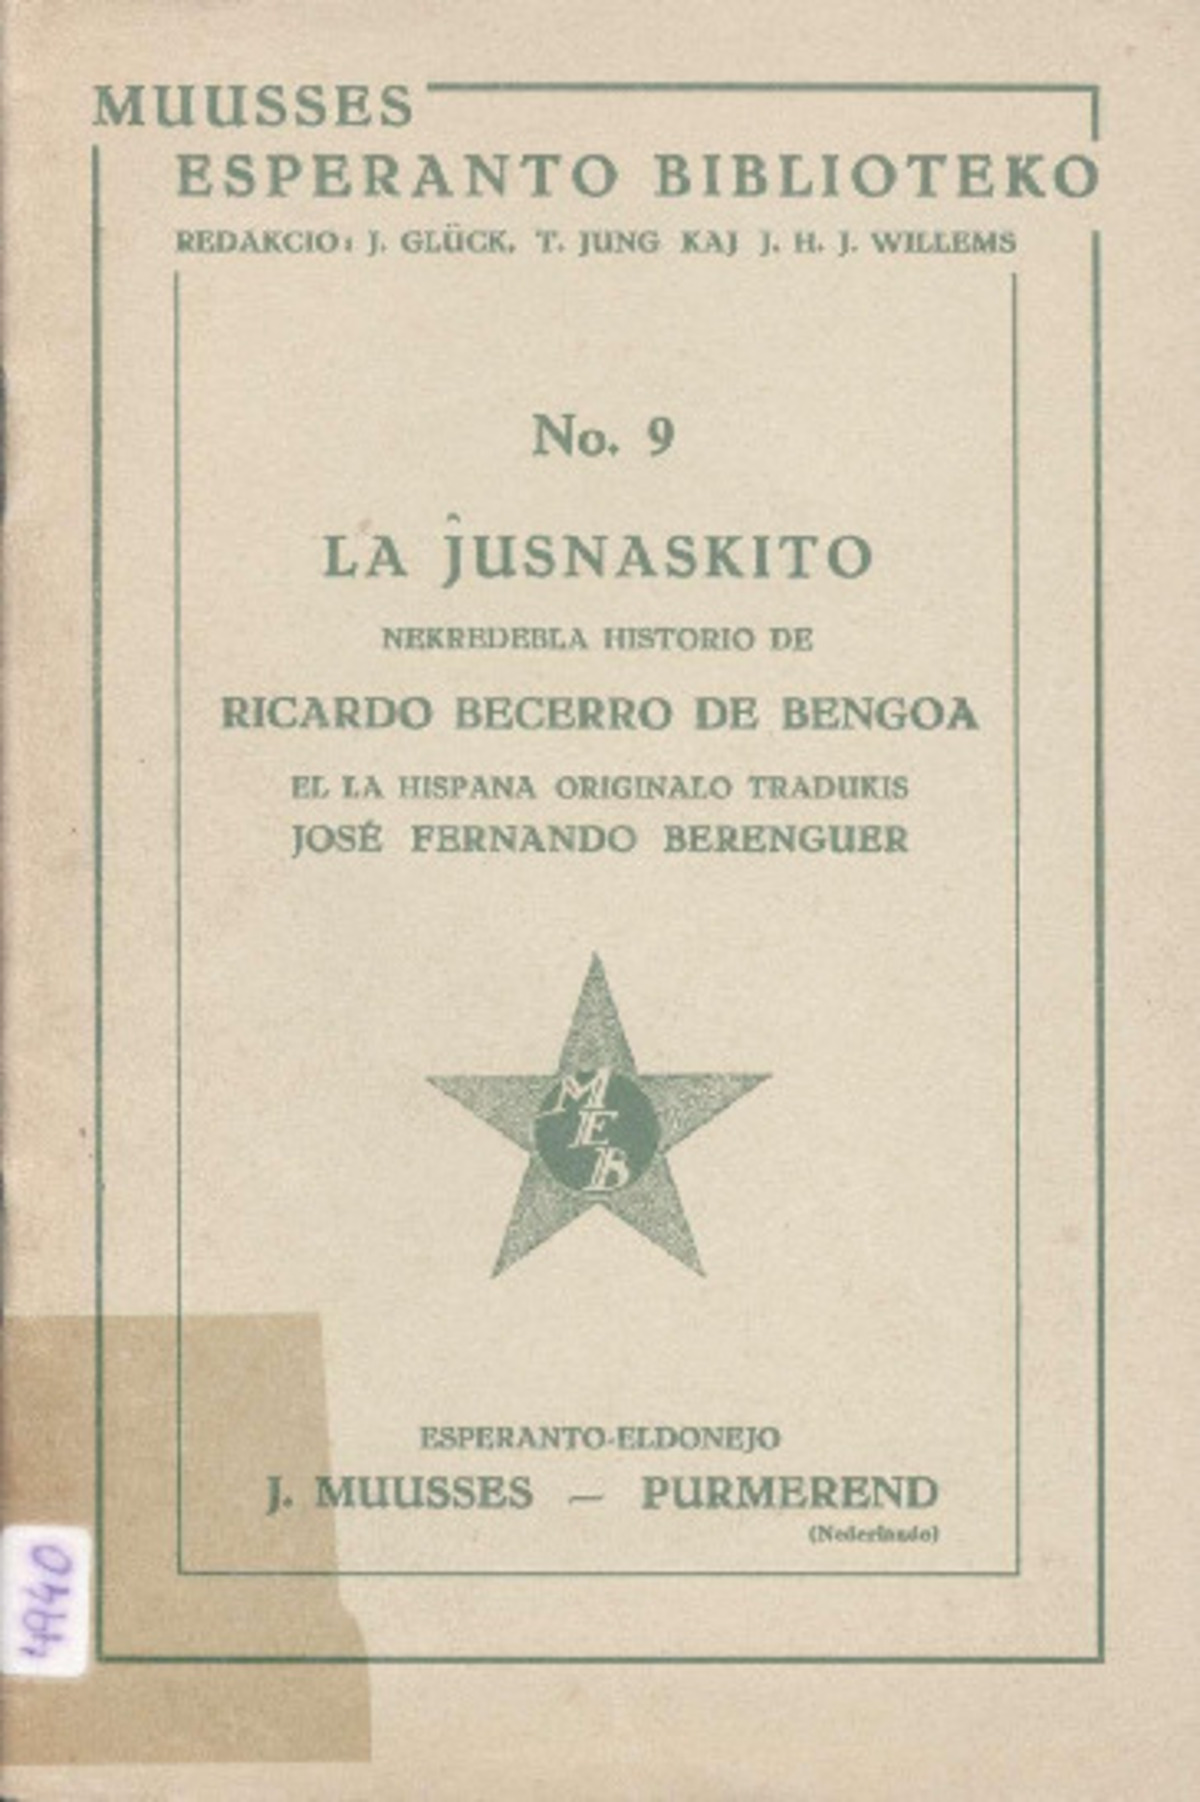 MUUSSES
ESPERANTO BIBLIOTEKO
REDAKCIO: J. GLÜCK, T. JUNG KAJ J. H. J. WILLEMS
No. 9
LA ĴUSNASKITO
NEKREDEBLA HISTORIO DE
RICARDO BECERRO DE BENGOA
EL LA HISPANA ORIGINALO TRADUKIS
JOSÉ FERNANDO BERENGUER
M
E
B
ESPERANTO-ELDONEJO
J. MUUSSES — PURMEREND
(Nederlando)
4940